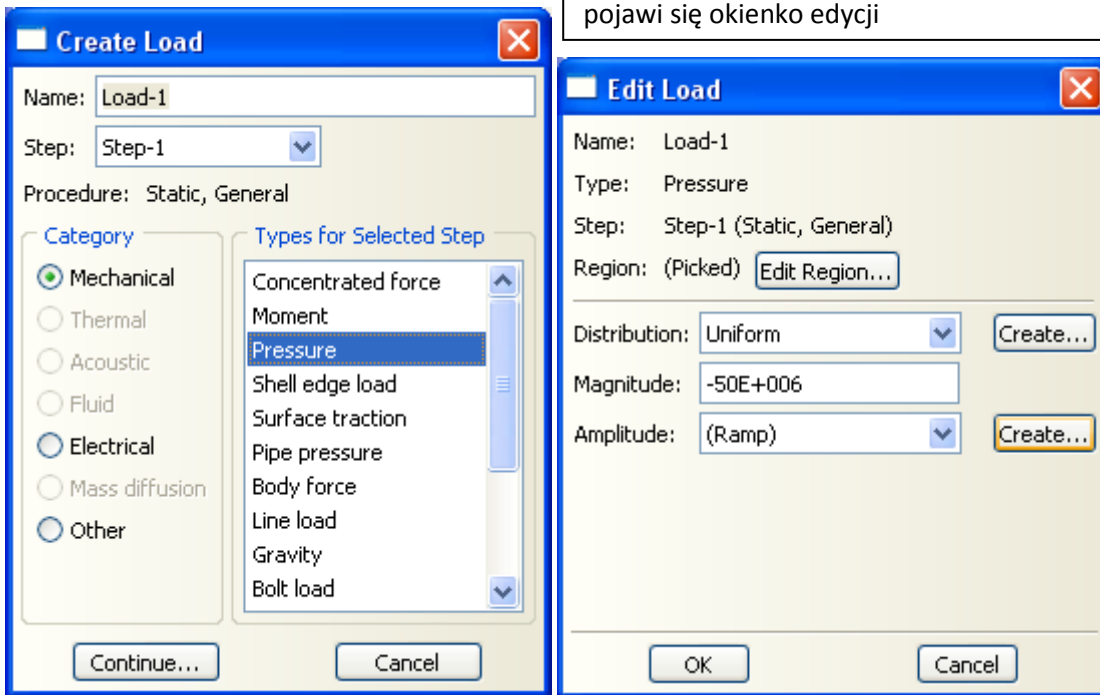 pojawi się okienko edycji
Create Load
Name: Load-1
Step: Step-1
Procedure: Static, General
Category
Mechanical
Thermal
Acoustic
Fluid
Electrical
Mass diffusion
Other
Types for Selected Step
Concentrated force
Moment
Pressure
Shell edge load
Surface traction
Pipe pressure
Body force
Line load
Gravity
Bolt load
Continue...
Cancel
Edit Load
Name: Load-1
Type: Pressure
Step: Step-1 (Static, General)
Region: (Picked) Edit Region...
Distribution: Uniform Create...
Magnitude: -50E+006
Amplitude: (Ramp) Create...
OK
Cancel